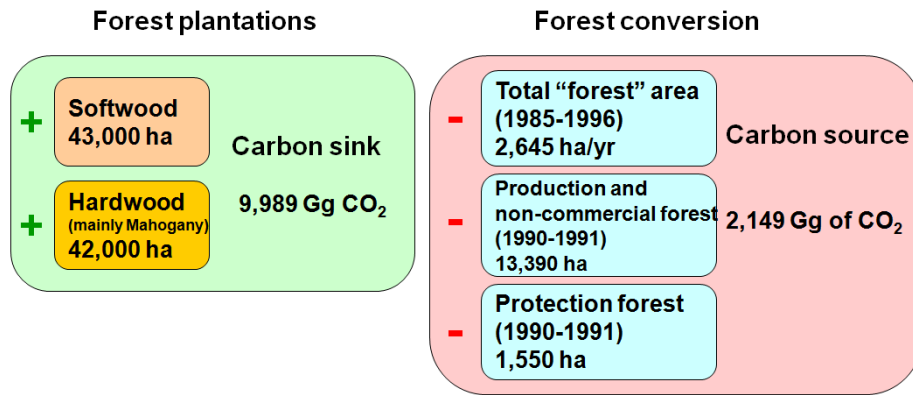 Forest plantations
+
Softwood
43,000 ha
+
Hardwood
(mainly Mahogany)
42,000 ha
Carbon sink
9,989 Gg CO₂
Forest conversion
-
Total “forest” area
(1985-1996)
2,645 ha/yr
-
Production and
non-commercial forest
(1990-1991)
13,390 ha
-
Protection forest
(1990-1991)
1,550 ha
Carbon source
2,149 Gg of CO₂